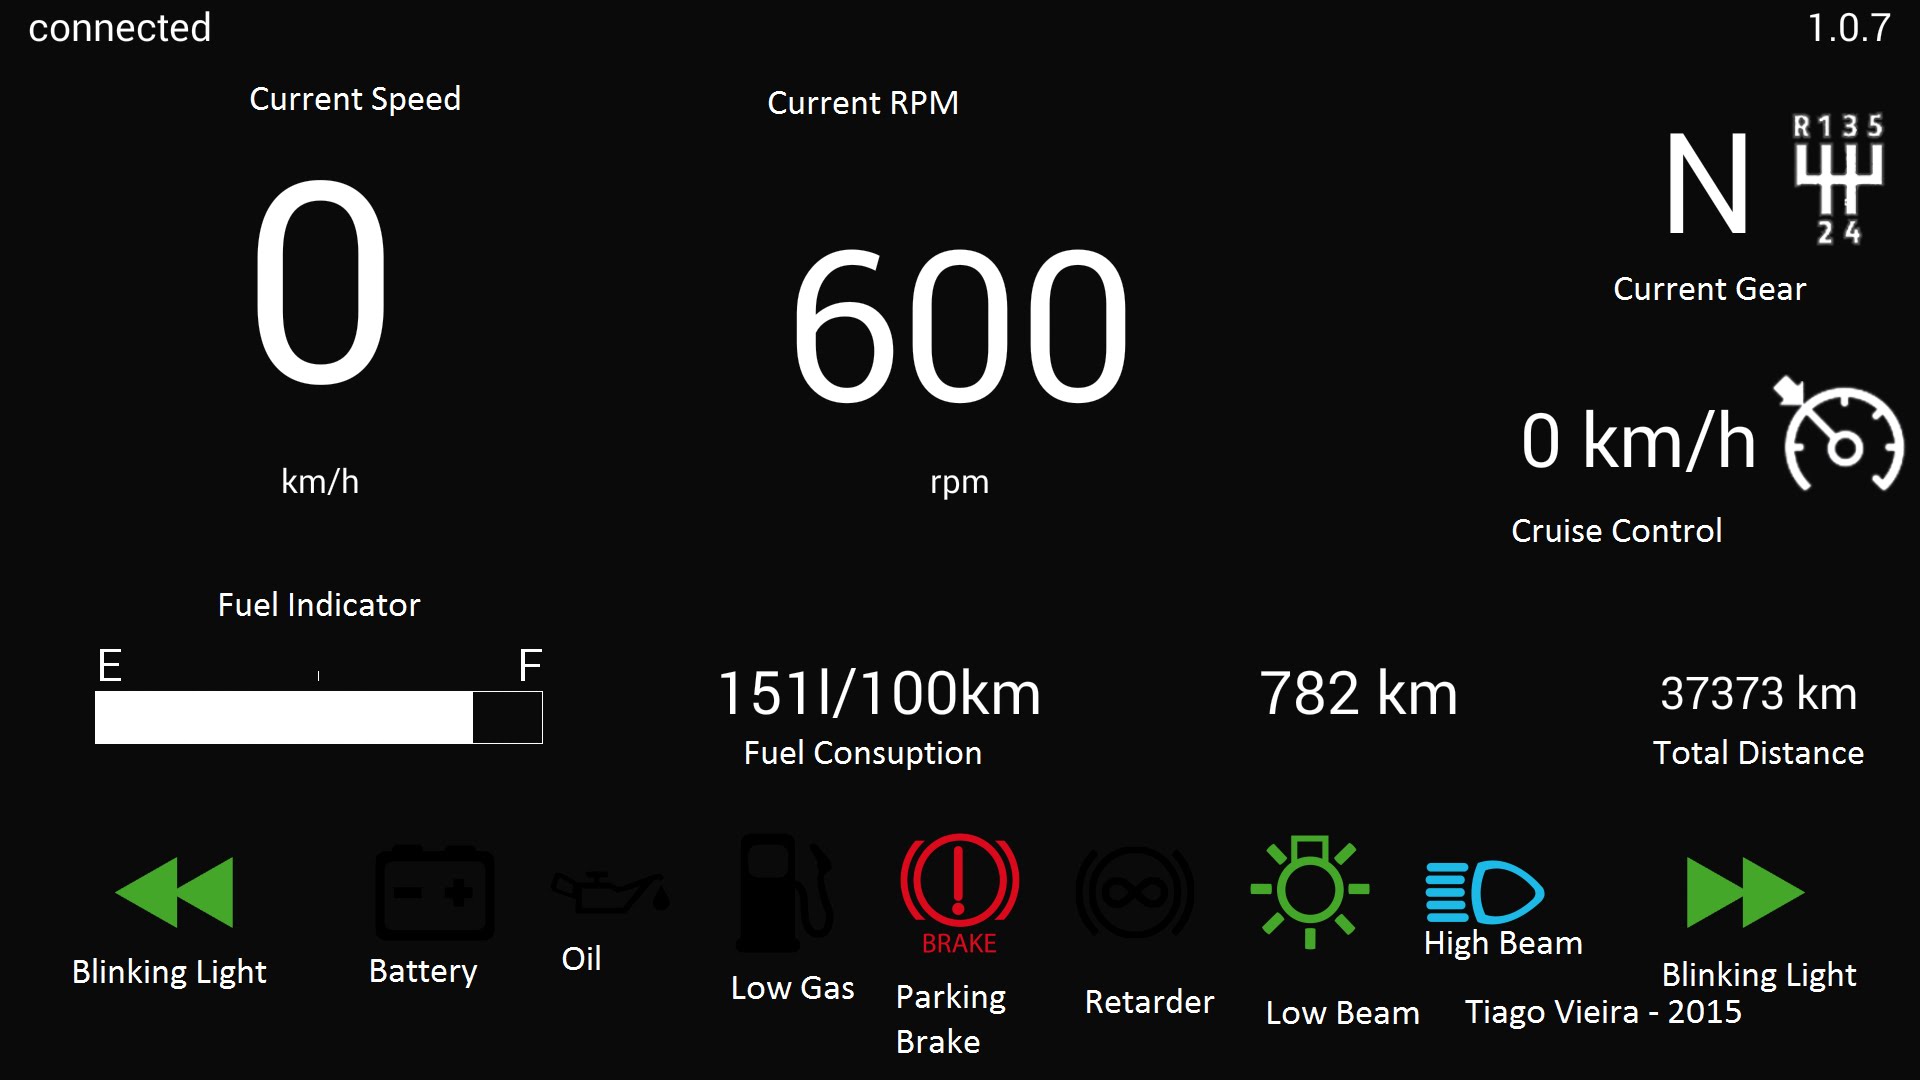 connected
1.0.7
Current Speed
Current RPM
R 1 3 5
N
0
600
2 4
Current Gear
0 km/h
km/h
rpm
Cruise Control
Fuel Indicator
E
F
151l/100km
782 km
37373 km
Fuel Consuption
Total Distance
BRAKE
Blinking Light
Battery
Oil
Low Gas
Parking
Brake
Retarder
Low Beam
High Beam
Blinking Light
Tiago Vieira - 2015